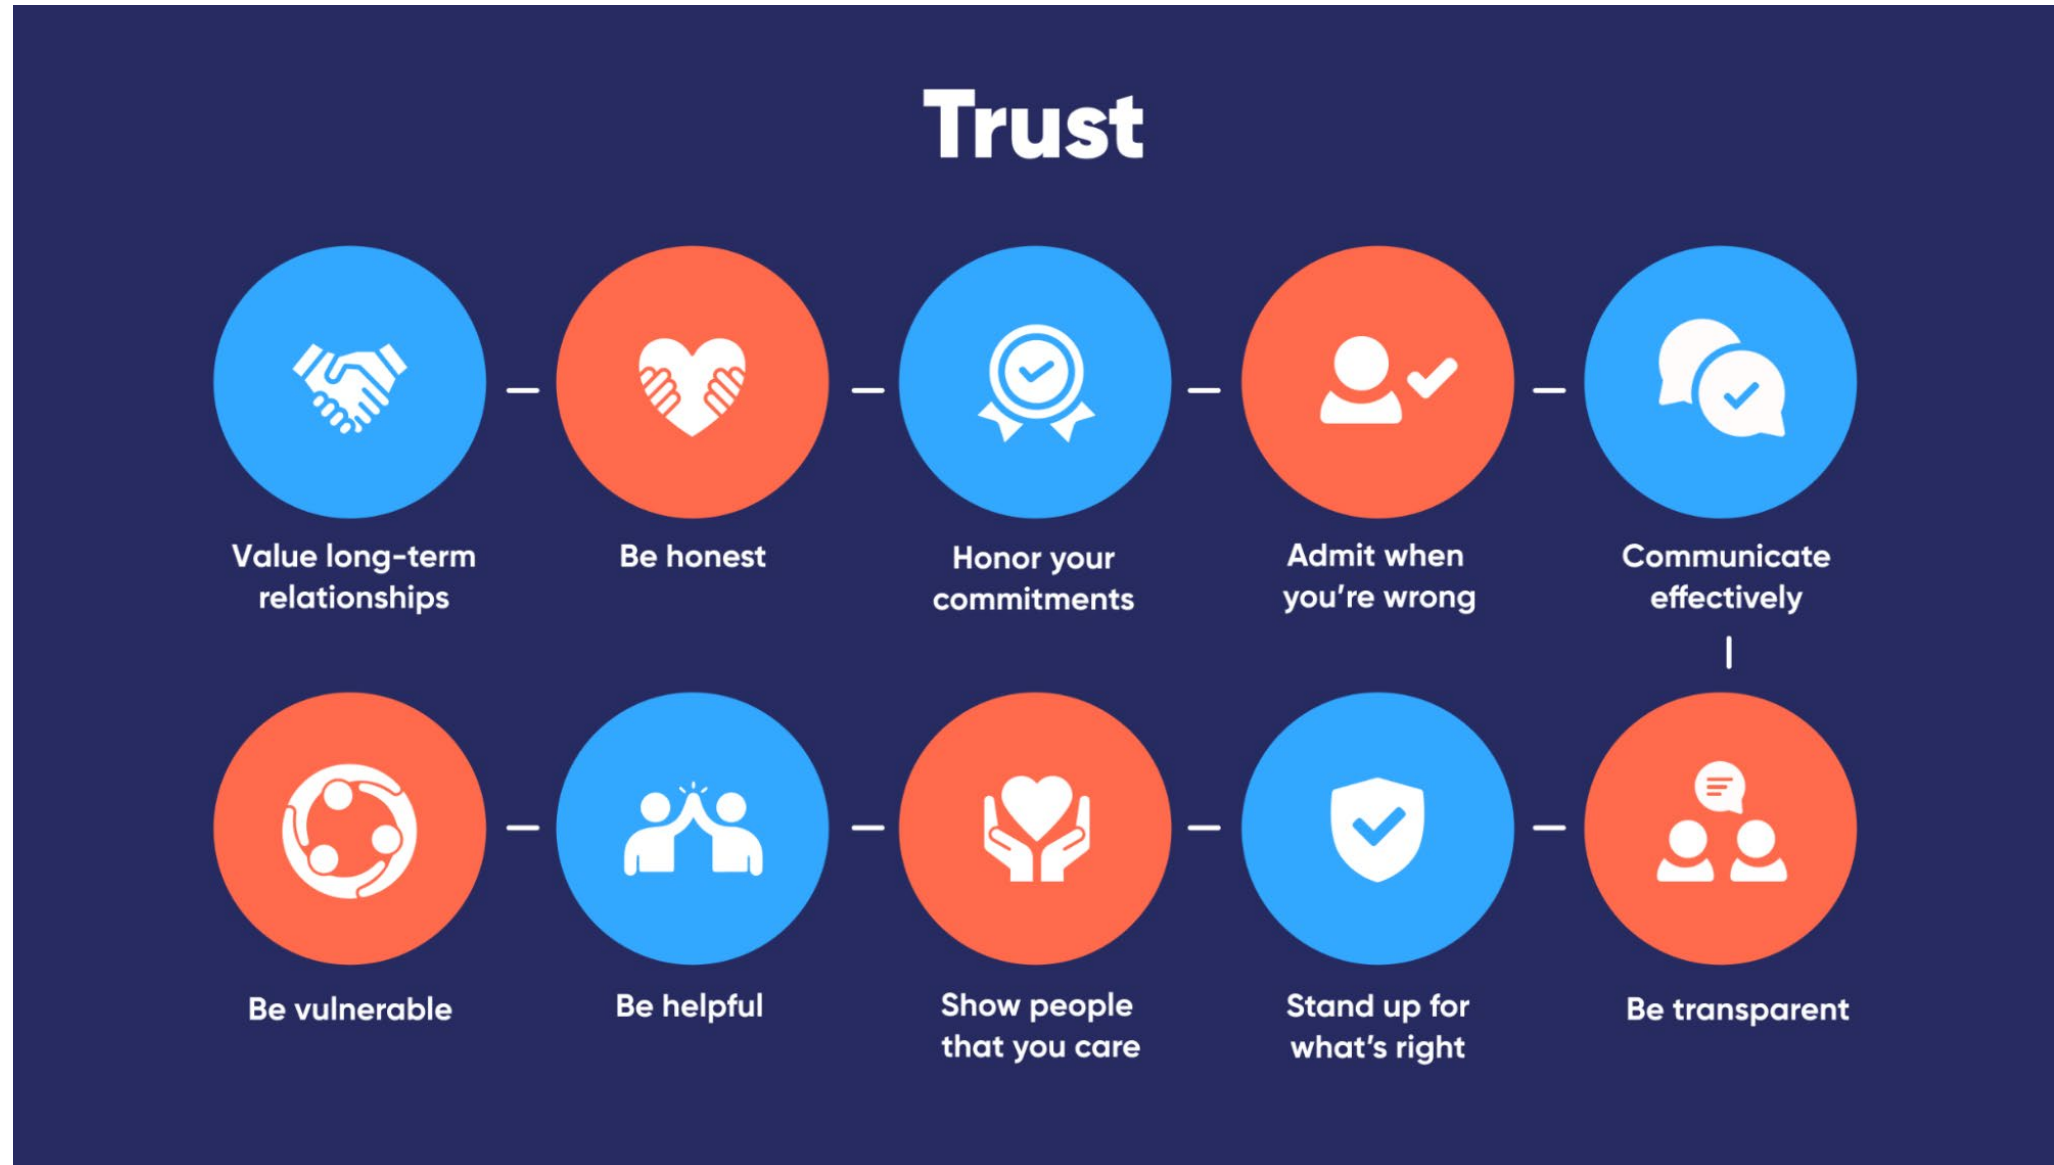 Trust
Value long-term
relationships
Be honest
Honor your
commitments
Admit when
you're wrong
Communicate
effectively
Be vulnerable
Be helpful
Show people
that you care
Stand up for
what's right
Be transparent